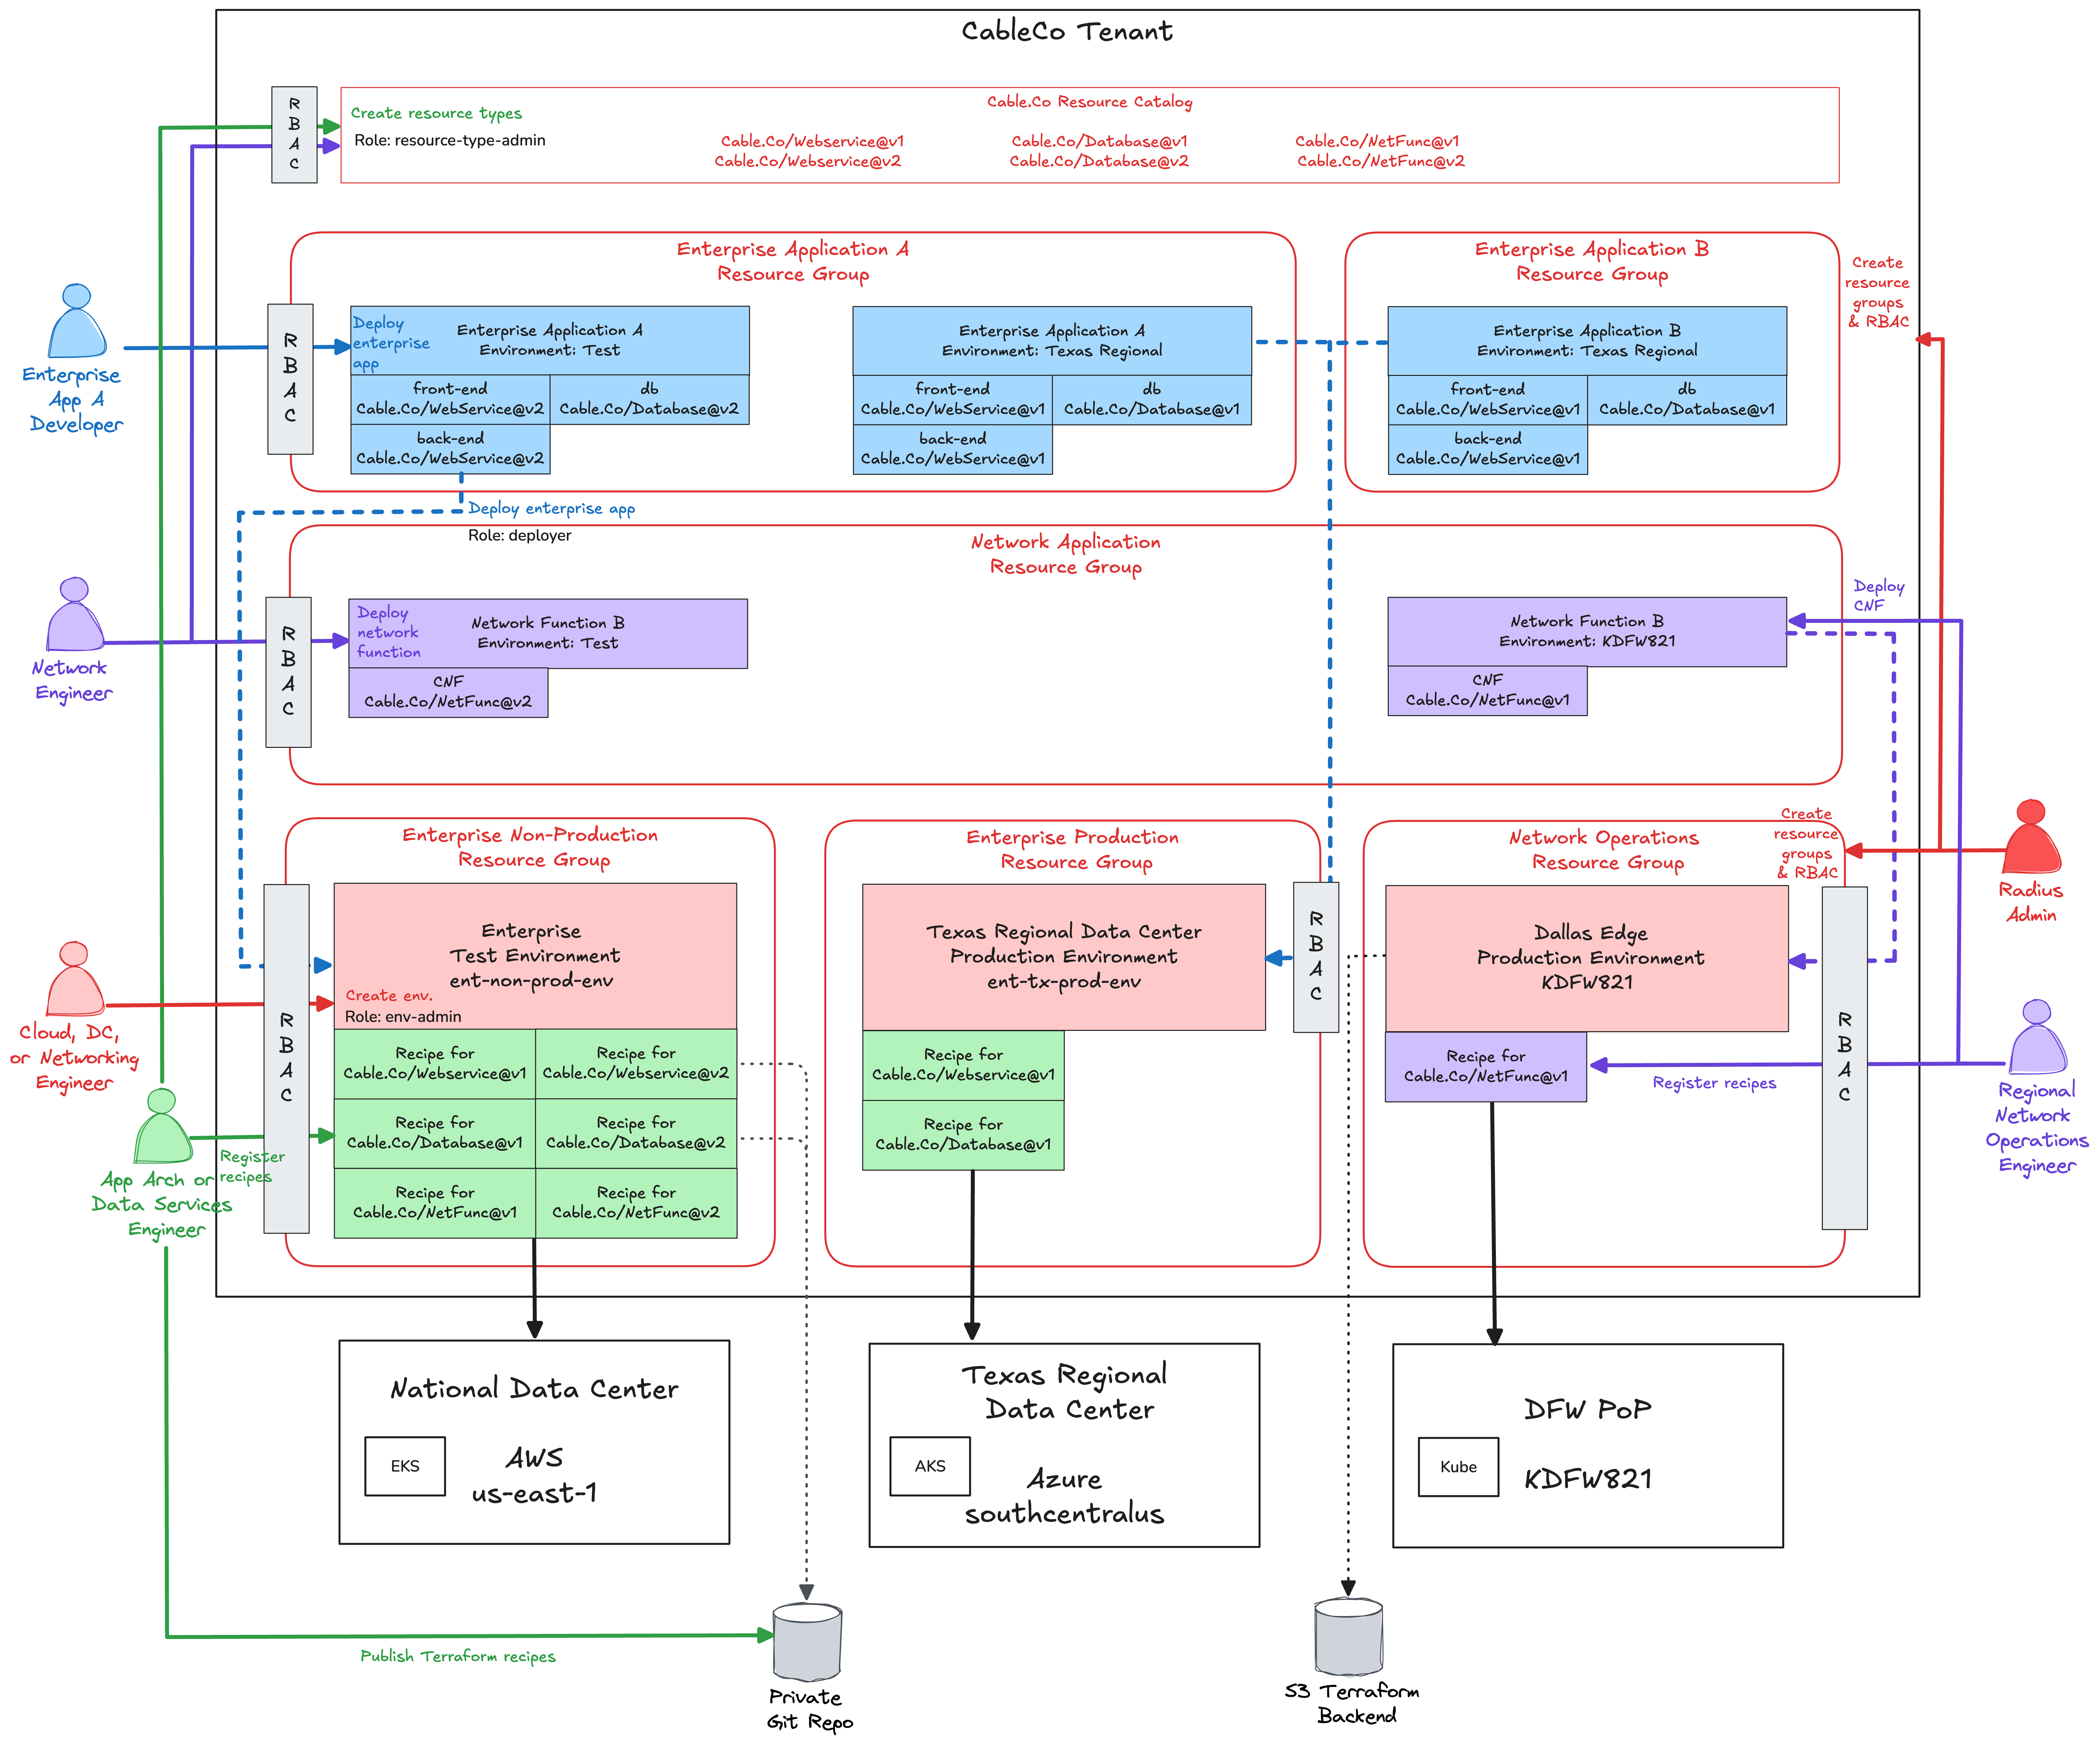 CableCo Tenant
R
B
A
C
Create resource types
Role: resource-type-admin
Cable.Co Resource Catalog
Cable.Co/Webservice@v1
Cable.Co/Database@v1
Cable.Co/NetFunc@v1
Cable.Co/Webservice@v2
Cable.Co/Database@v2
Cable.Co/NetFunc@v2
Enterprise Application A
Resource Group
Enterprise Application B
Resource Group
Create
resource
groups
& RBAC
Enterprise
App A
Developer
R
B
A
C
Deploy
enterprise
app
Enterprise Application A
Environment: Test
front-end
Cable.Co/WebService@v2
db
Cable.Co/Database@v2
back-end
Cable.Co/WebService@v2
Enterprise Application A
Environment: Texas Regional
front-end
Cable.Co/WebService@v1
db
Cable.Co/Database@v1
back-end
Cable.Co/WebService@v1
Enterprise Application B
Environment: Texas Regional
front-end
Cable.Co/WebService@v1
db
Cable.Co/Database@v1
back-end
Cable.Co/WebService@v1
Deploy enterprise app
Role: deployer
Network Application
Resource Group
Network
Engineer
R
B
A
C
Deploy
network
function
Network Function B
Environment: Test
CNF
Cable.Co/NetFunc@v2
Network Function B
Environment: KDFW821
CNF
Cable.Co/NetFunc@v1
Deploy
CNF
Enterprise Non-Production
Resource Group
Enterprise Production
Resource Group
Network Operations
Resource Group
Create
resource
groups
& RBAC
Radius
Admin
Cloud, DC,
or Networking
Engineer
R
B
A
C
Enterprise
Test Environment
ent-non-prod-env
Create env.
Role: env-admin
Recipe for
Cable.Co/Webservice@v1
Recipe for
Cable.Co/Webservice@v2
Recipe for
Cable.Co/Database@v1
Recipe for
Cable.Co/Database@v2
Recipe for
Cable.Co/NetFunc@v1
Recipe for
Cable.Co/NetFunc@v2
Texas Regional Data Center
Production Environment
ent-tx-prod-env
R
B
A
C
Recipe for
Cable.Co/Webservice@v1
Recipe for
Cable.Co/Database@v1
Dallas Edge
Production Environment
KDFW821
Recipe for
Cable.Co/NetFunc@v1
Register recipes
R
B
A
C
Regional
Network
Operations
Engineer
Register
recipes
App Arch or
Data Services
Engineer
National Data Center
EKS
AWS
us-east-1
Texas Regional
Data Center
AKS
Azure
southcentralus
DFW PoP
Kube
KDFW821
Publish Terraform recipes
Private
Git Repo
S3 Terraform
Backend